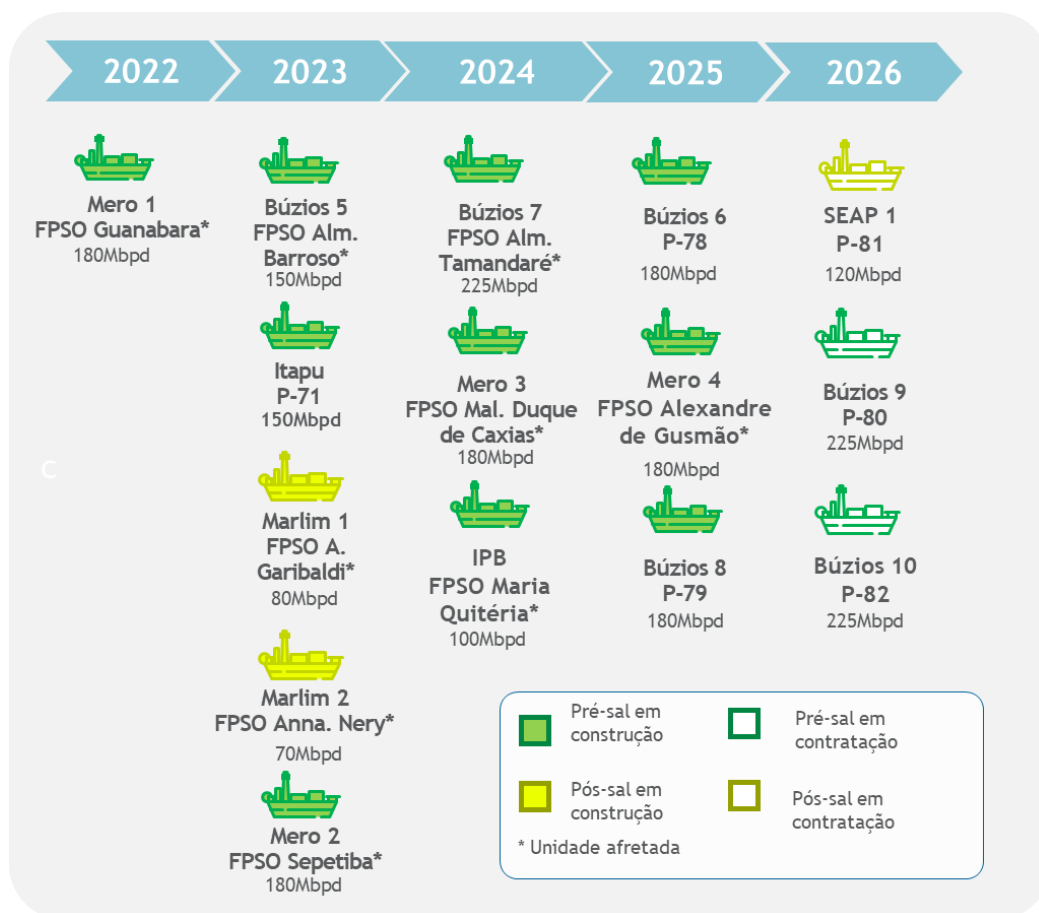 2022
2023
2024
2025
2026
Mero 1
FPSO Guanabara*
180Mbpd
Búzios 5
FPSO Alm.
Barroso*
150Mbpd
Itapu
P-71
150Mbpd
Marlim 1
FPSO A.
Garibaldi*
80Mbpd
Marlim 2
FPSO Anna. Nery*
70Mbpd
Mero 2
FPSO Sepetiba*
180Mbpd
Búzios 7
FPSO Alm.
Tamandaré*
225Mbpd
Mero 3
FPSO Mal. Duque
de Caxias*
180Mbpd
IPB
FPSO Maria
Quitéria*
100Mbpd
Búzios 6
P-78
180Mbpd
Mero 4
FPSO Alexandre
de Gusmão*
180Mbpd
Búzios 8
P-79
180Mbpd
SEAP 1
P-81
120Mbpd
Búzios 9
P-80
225Mbpd
Búzios 10
P-82
225Mbpd
C
Pré-sal em
construção
Pré-sal em
contratação
Pós-sal em
construção
Pós-sal em
contratação
* Unidade afretada